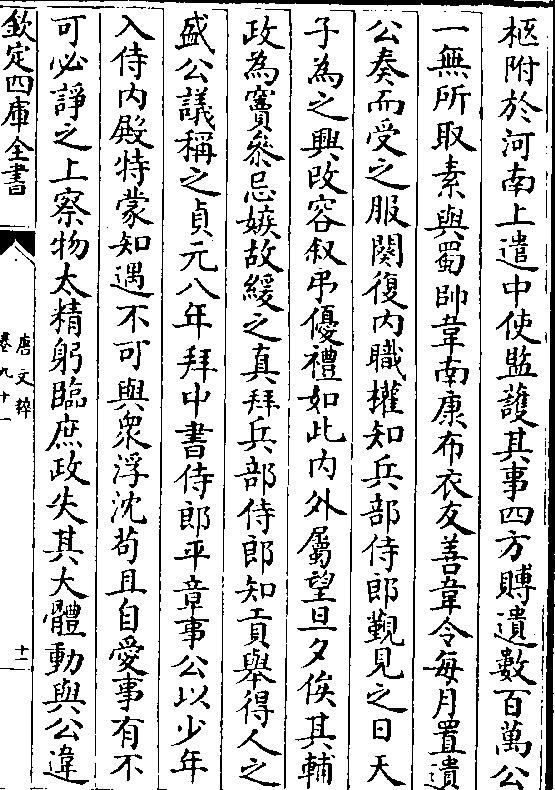 柩附於河南上遣中使監護其事四方賻遺數百萬公
一無所取素與蜀帥韋南康布衣友善韋令每月置遺
公奏而受之服闋復内職權知兵部侍郎覲見之日天
子為之興改容叙弔優禮如此内外屬望旦夕俟其輔
政為竇叅忌嫉故緩之真拜兵部侍郎知貢舉得人之
盛公議稱之貞元八年拜中書侍郎平章事公以少年
入侍内殿特蒙知遇不可與衆浮沈苟且自愛事有不
可必諍之上察物太精躬臨庶政失其大體動與公違
欽定四庫全書
唐文粹
卷九十一
十二